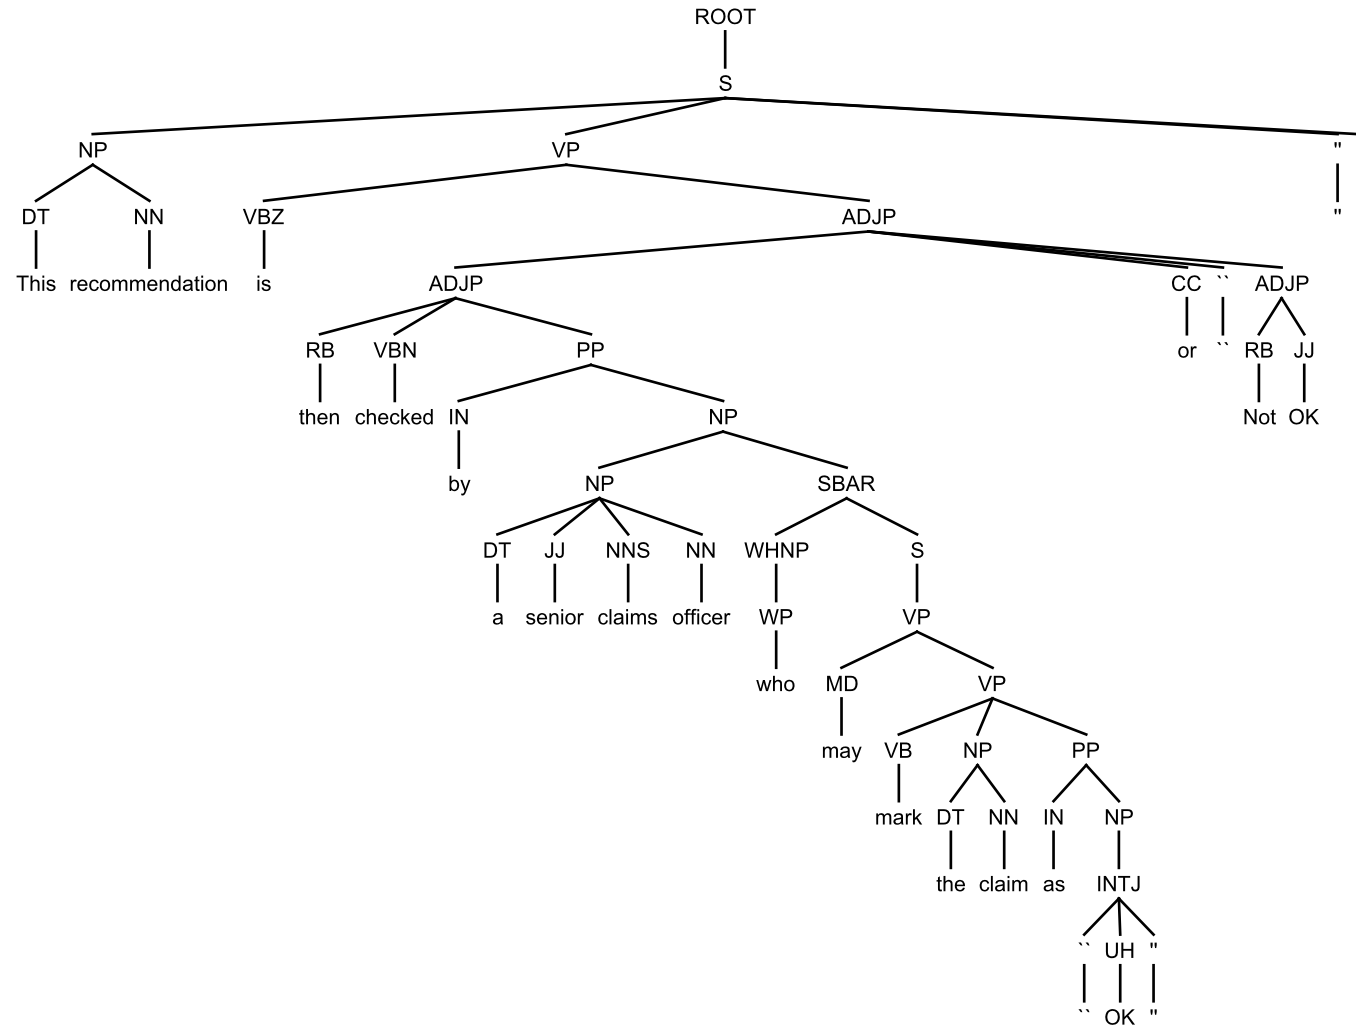 ROOT
S
NP VP "
DT NN VBZ ADJP "
This recommendation is ADJP CC `` ADJP
RB VBN PP or `` RB JJ
then checked IN NP Not OK
by NP SBAR
DT JJ NNS NN WHNP S
a senior claims officer WP VP
who MD VP
may VB NP PP
mark DT NN IN NP
the claim as INTJ
`` UH "
`` OK "